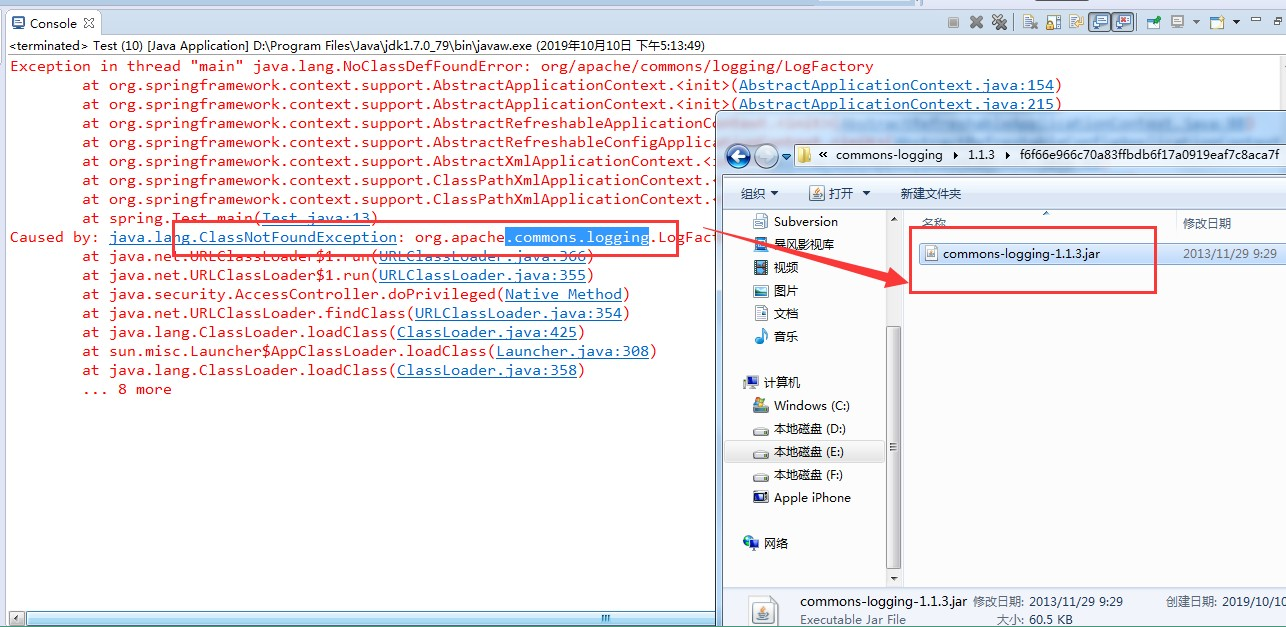 Console
<terminated> Test (10) [Java Application] D:\Program Files\Java\jdk1.7.0_79\bin\javaw.exe (2019年10月10日 下午5:13:49)
Exception in thread "main" java.lang.NoClassDefFoundError: org/apache/commons/logging/LogFactory
at org.springframework.context.support.AbstractApplicationContext.<init>(AbstractApplicationContext.java:154)
at org.springframework.context.support.AbstractApplicationContext.<init>(AbstractApplicationContext.java:215)
at org.springframework.context.support.AbstractRefreshableApplicationC
at org.springframework.context.support.AbstractRefreshableConfigApplic
at org.springframework.context.support.AbstractXmlApplicationContext.<
at org.springframework.context.support.ClassPathXmlApplicationContext.<
at org.springframework.context.support.ClassPathXmlApplicationContext.<
at spring.Test.main(Test.java:13)
Caused by: java.lang.ClassNotFoundException: org.apache.commons.logging.LogFact
at java.net.URLClassLoader$1.run(URLClassLoader.java:366)
at java.net.URLClassLoader$1.run(URLClassLoader.java:355)
at java.security.AccessController.doPrivileged(Native Method)
at java.net.URLClassLoader.findClass(URLClassLoader.java:354)
at java.lang.ClassLoader.loadClass(ClassLoader.java:425)
at sun.misc.Launcher$AppClassLoader.loadClass(Launcher.java:308)
at java.lang.ClassLoader.loadClass(ClassLoader.java:358)
... 8 more
« commons-logging 1.1.3 f6f66e966c70a83ffbdb6f17a0919eaf7c8aca7f
组织 打开 新建文件夹
Subversion
暴风影视库
视频
图片
文档
音乐
计算机
Windows (C:)
本地磁盘 (D:)
本地磁盘 (E:)
本地磁盘 (F:)
Apple iPhone
网络
名称 修改日期
commons-logging-1.1.3.jar 2013/11/29 9:29
commons-logging-1.1.3.jar 修改日期: 2013/11/29 9:29 创建日期: 2019/10/10
Executable Jar File 大小: 60.5 KB